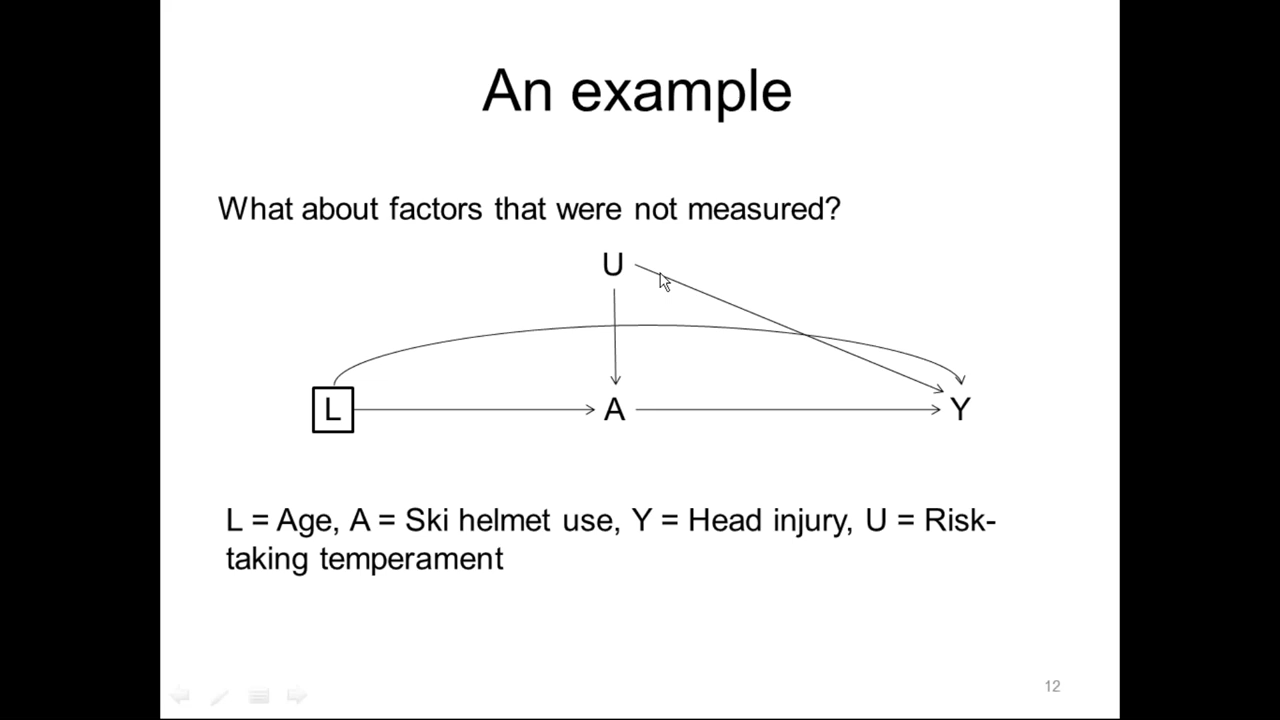 An example
What about factors that were not measured?
U
L A Y
L = Age, A = Ski helmet use, Y = Head injury, U = Risk-
taking temperament
12